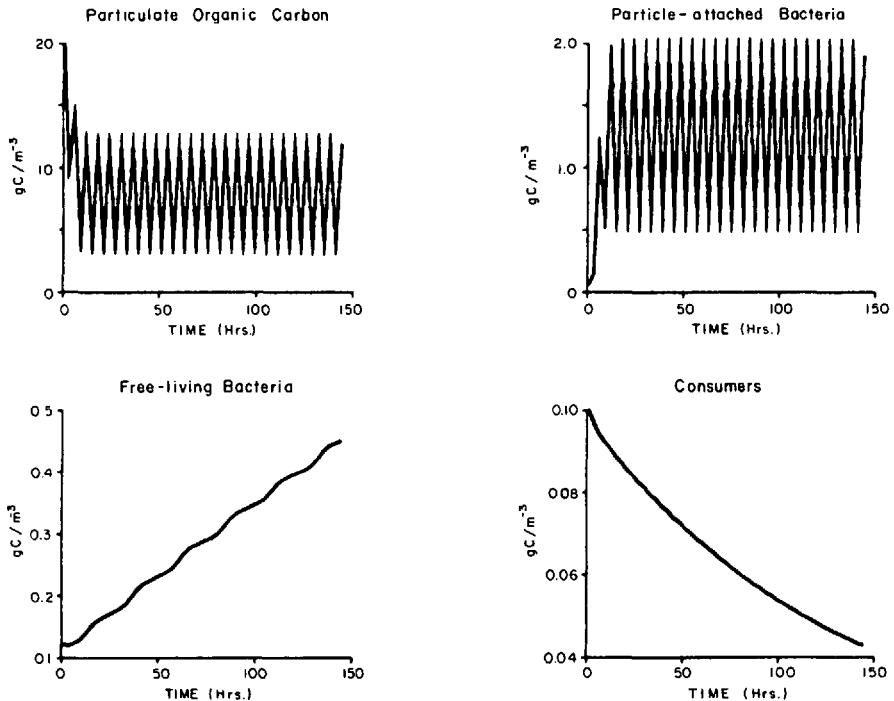 Particulate Organic Carbon
20
10
0
gC/m⁻³
0 50 100 150
TIME (Hrs.)
Particle-attached Bacteria
2.0
1.0
0
gC/m⁻³
0 50 100 150
TIME (Hrs.)
Free-living Bacteria
0.5
0.4
0.3
0.2
0.1
gC/m⁻³
0 50 100 150
TIME (Hrs.)
Consumers
0.10
0.08
0.06
0.04
gC/m⁻³
0 50 100 150
TIME (Hrs.)